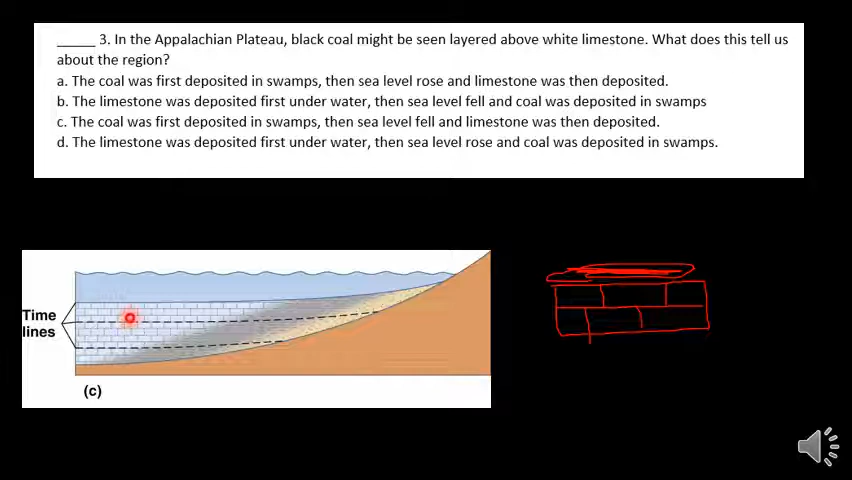 _____ 3. In the Appalachian Plateau, black coal might be seen layered above white limestone. What does this tell us
about the region?
a. The coal was first deposited in swamps, then sea level rose and limestone was then deposited.
b. The limestone was deposited first under water, then sea level fell and coal was deposited in swamps
c. The coal was first deposited in swamps, then sea level fell and limestone was then deposited.
d. The limestone was deposited first under water, then sea level rose and coal was deposited in swamps.
Time
lines
(c)